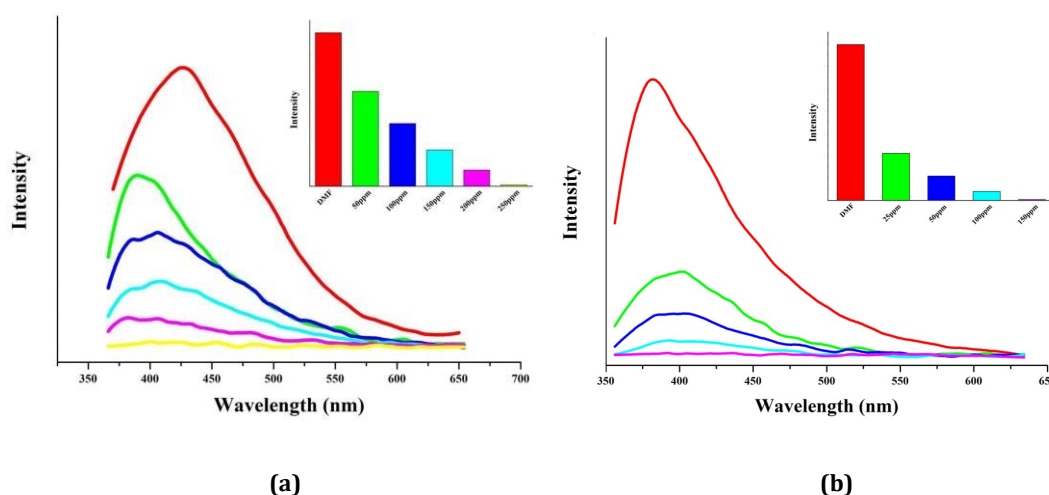 Intensity
Intensity
DMF
50ppm
100ppm
150ppm
200ppm
250ppm
350
400
450
500
550
600
650
700
Wavelength (nm)
(a)
Intensity
Intensity
DMF
25ppm
50ppm
100ppm
150ppm
350
400
450
500
550
600
65
Wavelength (nm)
(b)